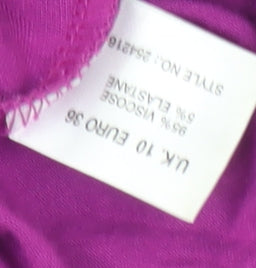 U.K. 10 EURO 36
95% VISCOSE
5% ELASTANE
STYLE NO.: 254216